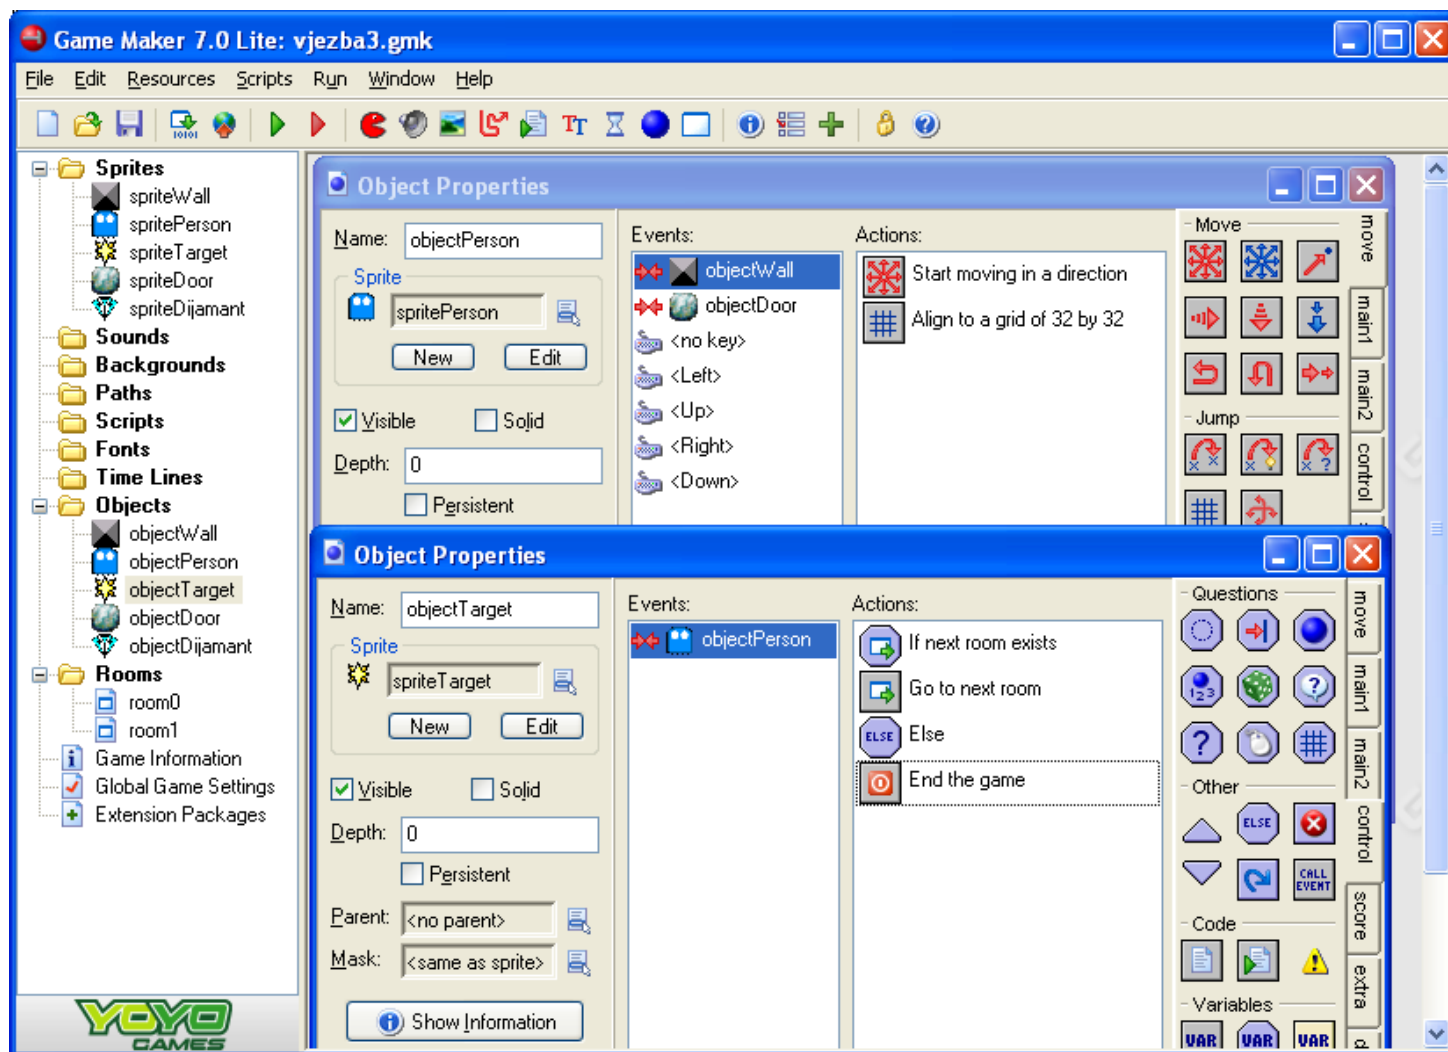 Game Maker 7.0 Lite: vjezba3.gmk
File Edit Resources Scripts Run Window Help
Sprites
spriteWall
spritePerson
spriteTarget
spriteDoor
spriteDijamant
Sounds
Backgrounds
Paths
Scripts
Fonts
Time Lines
Objects
objectWall
objectPerson
objectTarget
objectDoor
objectDijamant
Rooms
room0
room1
Game Information
Global Game Settings
Extension Packages
YOYO
GAMES
Object Properties
Name: objectPerson
Sprite
spritePerson
New Edit
Visible Solid
Depth: 0
Persistent
Events:
objectWall
objectDoor
<no key>
<Left>
<Up>
<Right>
<Down>
Actions:
Start moving in a direction
Align to a grid of 32 by 32
Move
Jump
move
main1
main2
control
Object Properties
Name: objectTarget
Sprite
spriteTarget
New Edit
Visible Solid
Depth: 0
Persistent
Parent: <no parent>
Mask: <same as sprite>
Show Information
Events:
objectPerson
Actions:
If next room exists
Go to next room
ELSE Else
End the game
Questions
123
Other
ELSE
CALL
EVENT
Code
Variables
VAR VAR VAR
move
main1
main2
control
score
extra